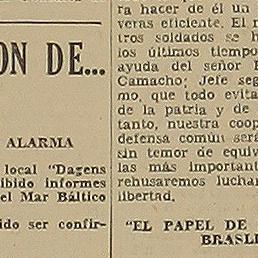 ON DE...
ALARMA
local "Dagens
ibido informes
el Mar Báltico
ido ser confir-
ra hacer de él un
veras eficiente. El
tros soldados se h
los últimos tiempo
ayuda del señor
Camacho; Jefe seg
mo, que todo evita
de la patria y de
tanto, nuestra coop
defensa común será
sin temor de equiv
las más important
rehusaremos luchar
libertad.
"EL PAPEL DE
BRASIL